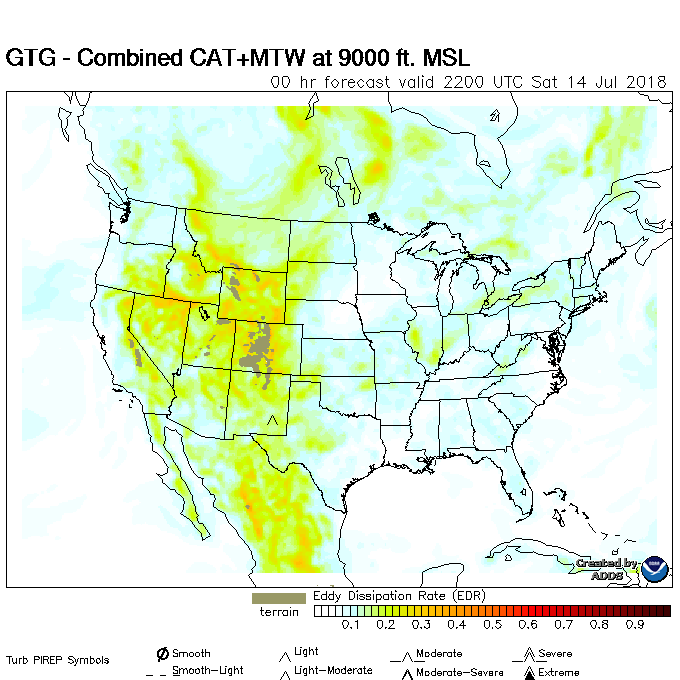 GTG - Combined CAT+MTW at 9000 ft. MSL
00 hr forecast valid 2200 UTC Sat 14 Jul 2018
Created by
ADDS
Eddy Dissipation Rate (EDR)
terrain
0.1 0.2 0.3 0.4 0.5 0.6 0.7 0.8 0.9
Turb PIREP Symbols
Smooth
Light
Moderate
Severe
Smooth-Light
Light-Moderate
Moderate-Severe
Extreme